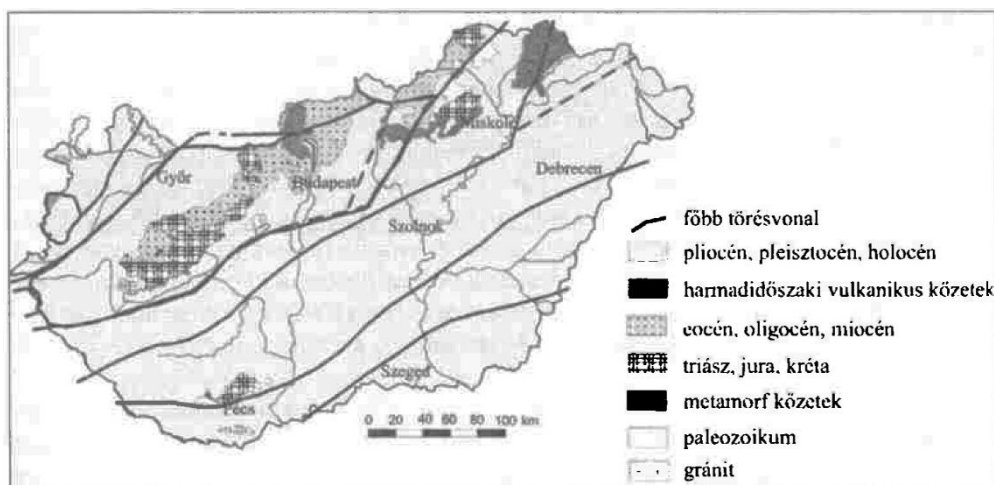 Miskolc
Győr
Budapest
Debrecen
Szolnok
Szeged
Pécs
0 20 40 60 80 100 km
főbb törésvonal
pliocén, pleisztocén, holocén
harmadidőszaki vulkanikus kőzetek
eocén, oligocén, miocén
triász, jura, kréta
metamorf kőzetek
paleozoikum
gránit